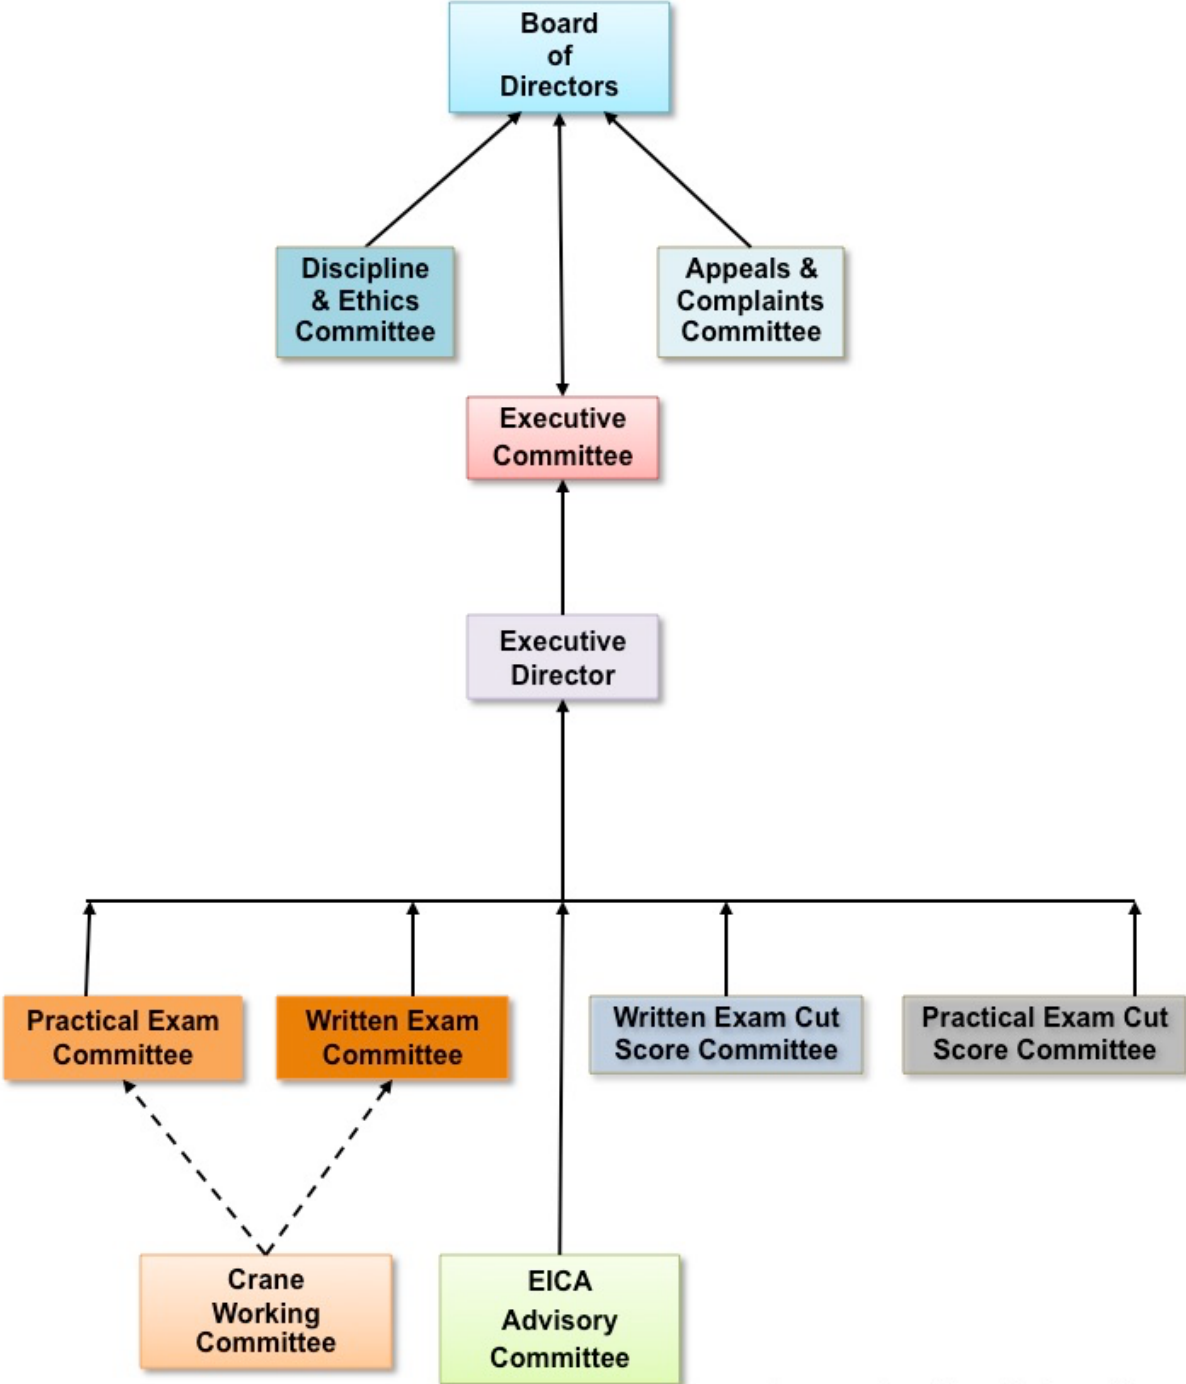 Board
of
Directors
Discipline
& Ethics
Committee
Appeals &
Complaints
Committee
Executive
Committee
Executive
Director
Practical Exam
Committee
Written Exam
Committee
Written Exam Cut
Score Committee
Practical Exam Cut
Score Committee
Crane
Working
Committee
EICA
Advisory
Committee